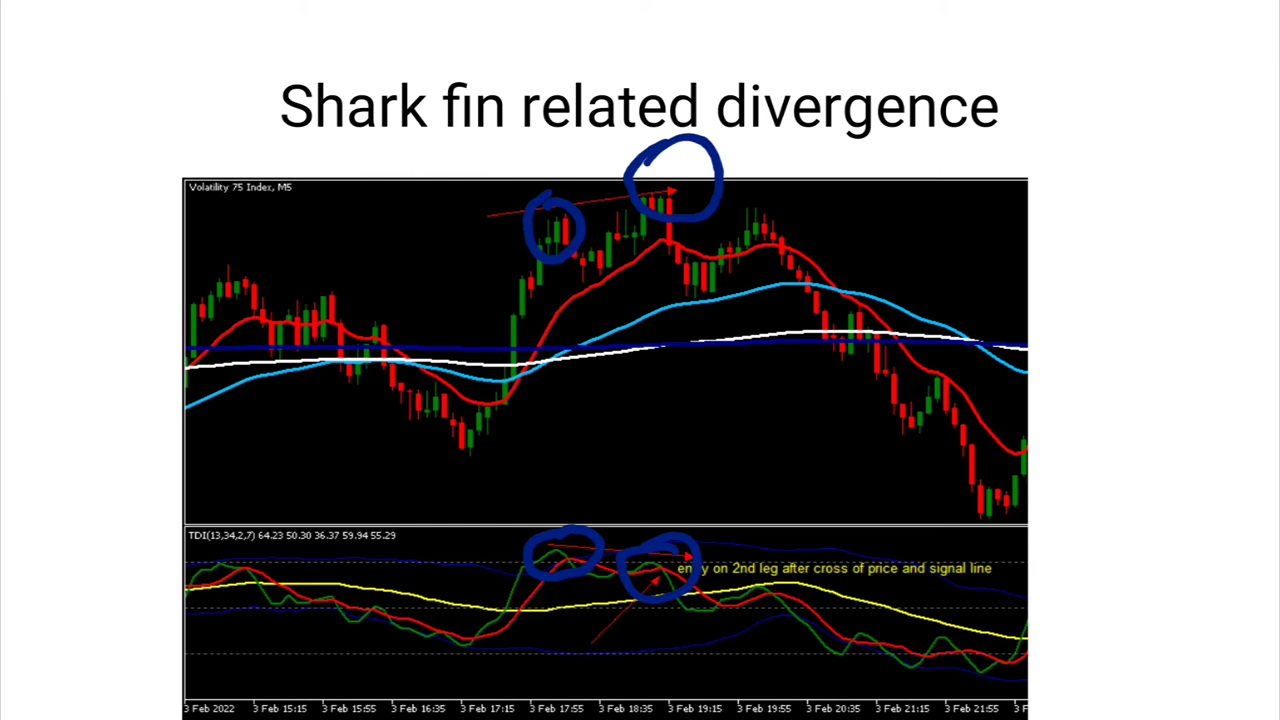 Shark fin related divergence
Volatility 75 Index, M5
TDI(13,34,2,7) 64.23 50.30 36.37 59.94 55.29
entry on 2nd leg after cross of price and signal line
3 Feb 2022 3 Feb 15:15 3 Feb 15:55 3 Feb 16:35 3 Feb 17:15 3 Feb 17:55 3 Feb 18:35 3 Feb 19:15 3 Feb 19:55 3 Feb 20:35 3 Feb 21:15 3 Feb 21:55 3 F